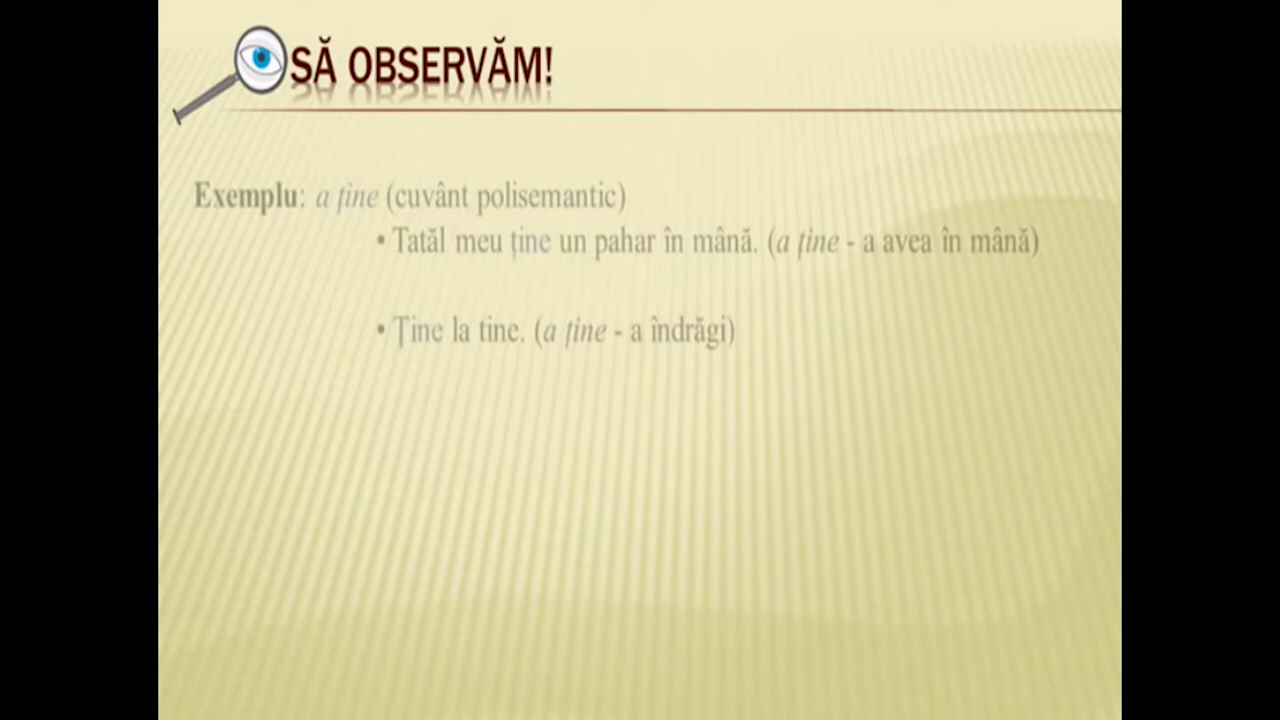 SĂ OBSERVĂM!
Exemplu: a ține (cuvânt polisemantic)
• Tatăl meu ține un pahar în mână. (a ține - a avea în mână)
• Ține la tine. (a ține - a îndrăgi)